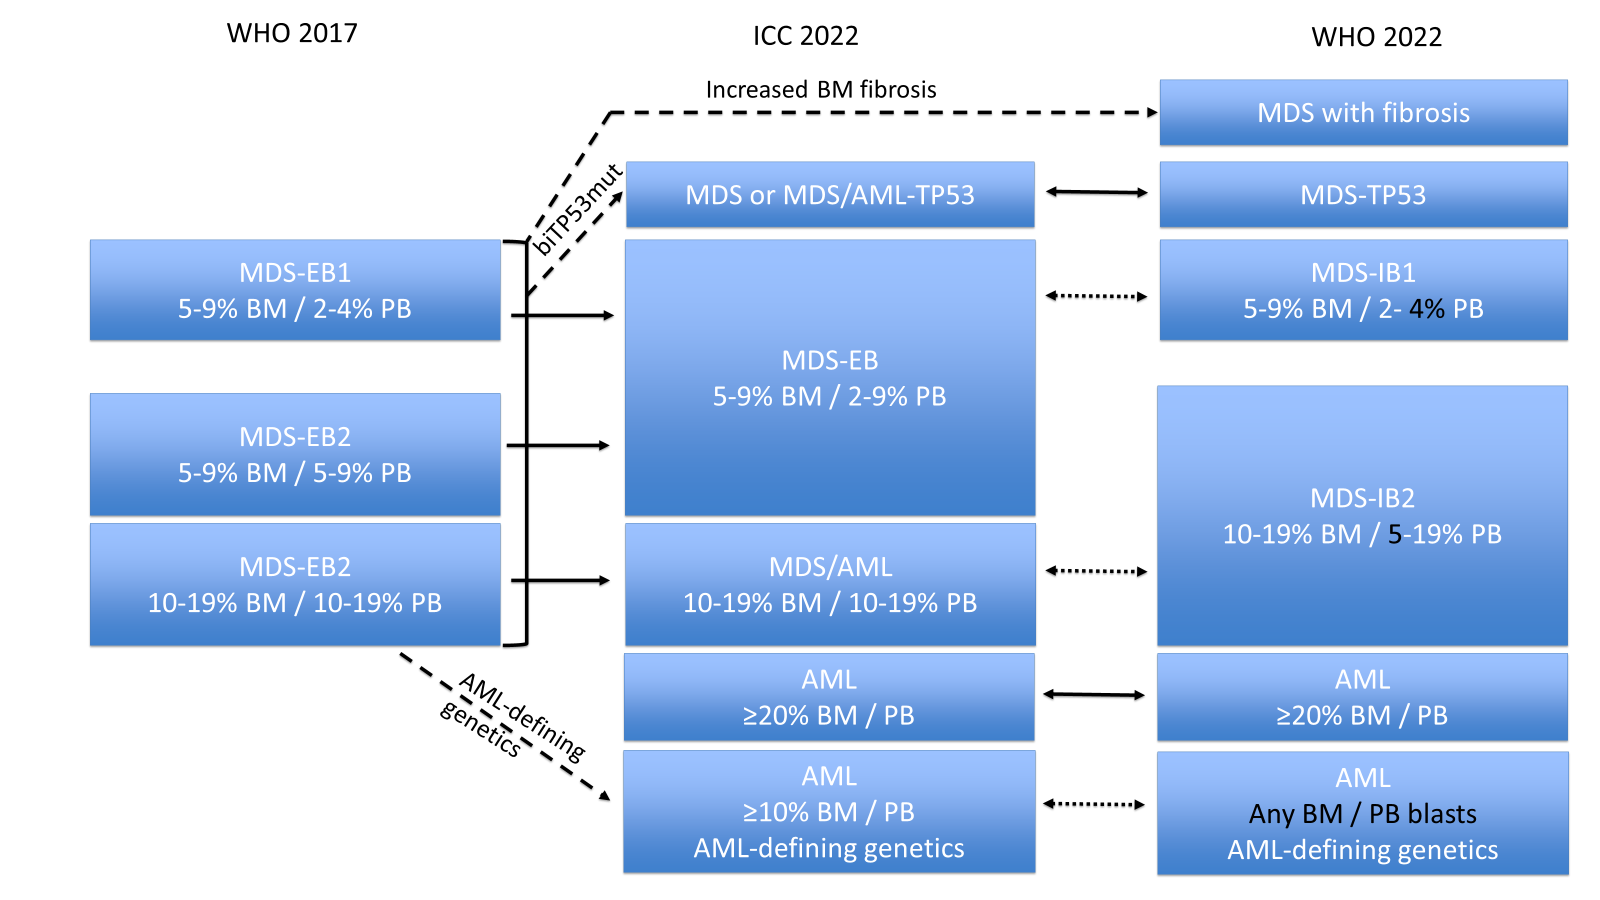 WHO 2017
ICC 2022
WHO 2022
Increased BM fibrosis
MDS with fibrosis
biTP53mut
MDS or MDS/AML-TP53
MDS-TP53
MDS-EB1
5-9% BM / 2-4% PB
MDS-EB
5-9% BM / 2-9% PB
MDS-IB1
5-9% BM / 2- 4% PB
MDS-EB2
5-9% BM / 5-9% PB
MDS-IB2
10-19% BM / 5-19% PB
MDS-EB2
10-19% BM / 10-19% PB
MDS/AML
10-19% BM / 10-19% PB
AML-defining
genetics
AML
≥20% BM / PB
AML
≥20% BM / PB
AML
≥10% BM / PB
AML-defining genetics
AML
Any BM / PB blasts
AML-defining genetics